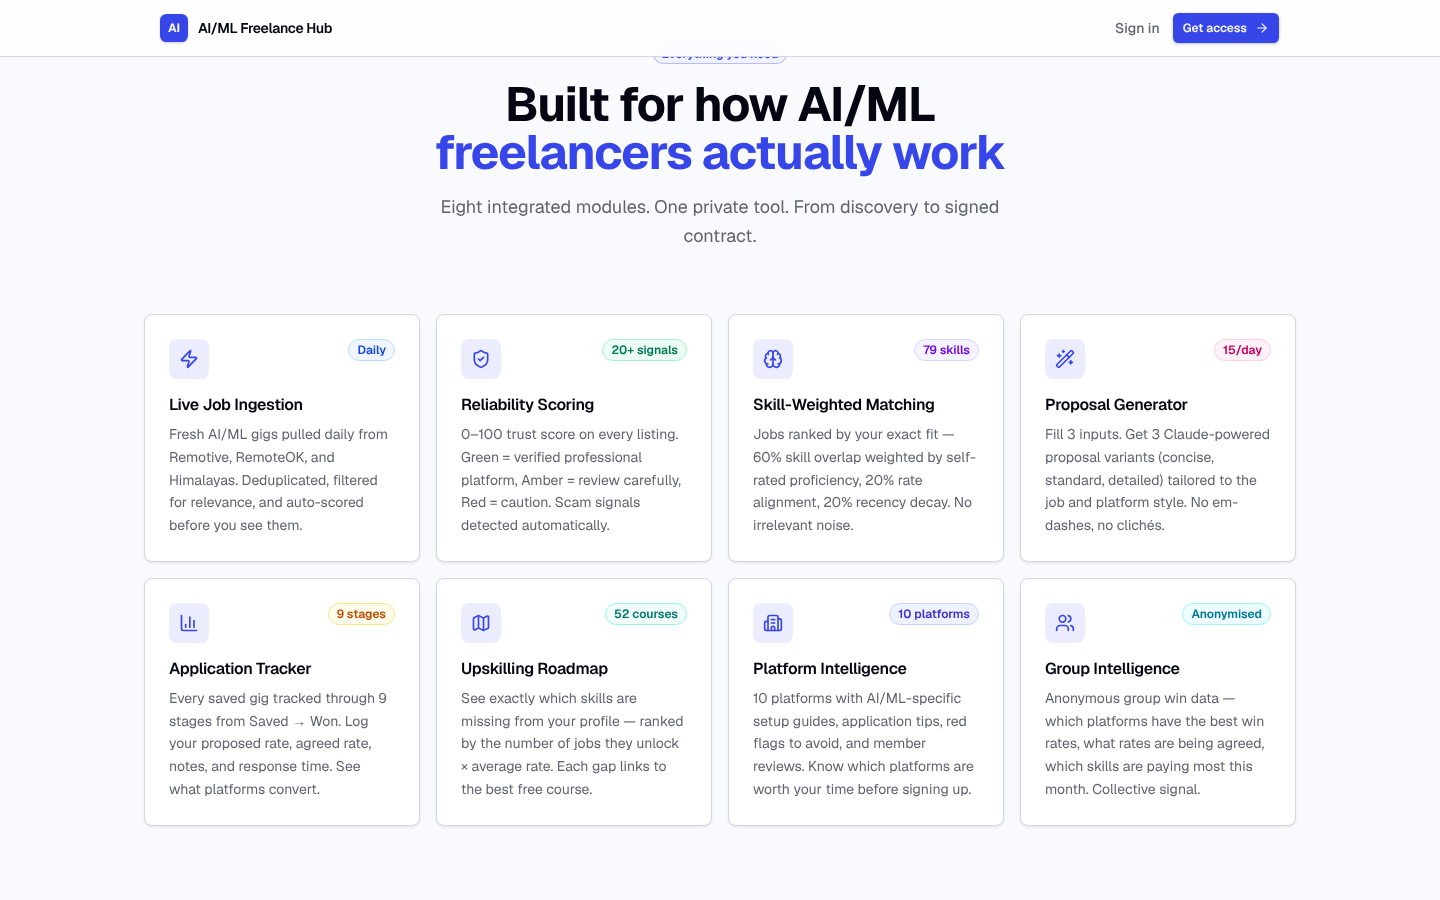 AI
AI/ML Freelance Hub
Sign in
Get access
Built for how AI/ML
freelancers actually work
Eight integrated modules. One private tool. From discovery to signed
contract.
Daily
Live Job Ingestion
Fresh AI/ML gigs pulled daily from
Remotive, RemoteOK, and
Himalayas. Deduplicated, filtered
for relevance, and auto-scored
before you see them.
20+ signals
Reliability Scoring
0–100 trust score on every listing.
Green = verified professional
platform, Amber = review carefully,
Red = caution. Scam signals
detected automatically.
79 skills
Skill-Weighted Matching
Jobs ranked by your exact fit —
60% skill overlap weighted by self-
rated proficiency, 20% rate
alignment, 20% recency decay. No
irrelevant noise.
15/day
Proposal Generator
Fill 3 inputs. Get 3 Claude-powered
proposal variants (concise,
standard, detailed) tailored to the
job and platform style. No em-
dashes, no clichés.
9 stages
Application Tracker
Every saved gig tracked through 9
stages from Saved → Won. Log
your proposed rate, agreed rate,
notes, and response time. See
what platforms convert.
52 courses
Upskilling Roadmap
See exactly which skills are
missing from your profile — ranked
by the number of jobs they unlock
× average rate. Each gap links to
the best free course.
10 platforms
Platform Intelligence
10 platforms with AI/ML-specific
setup guides, application tips, red
flags to avoid, and member
reviews. Know which platforms are
worth your time before signing up.
Anonymised
Group Intelligence
Anonymous group win data —
which platforms have the best win
rates, what rates are being agreed,
which skills are paying most this
month. Collective signal.